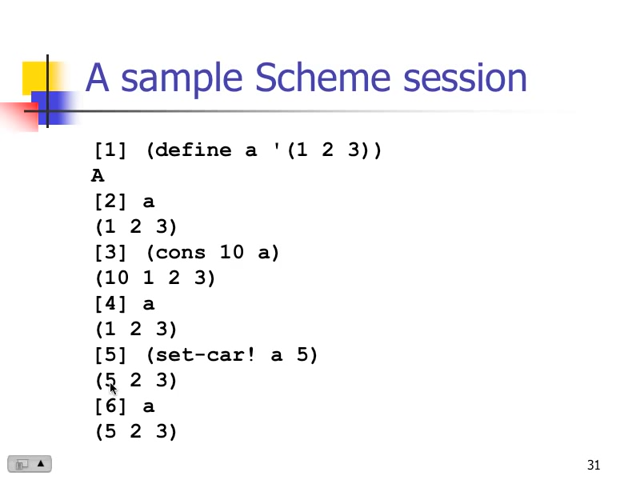 A sample Scheme session
[1] (define a '(1 2 3))
A
[2] a
(1 2 3)
[3] (cons 10 a)
(10 1 2 3)
[4] a
(1 2 3)
[5] (set-car! a 5)
(5 2 3)
[6] a
(5 2 3)
31